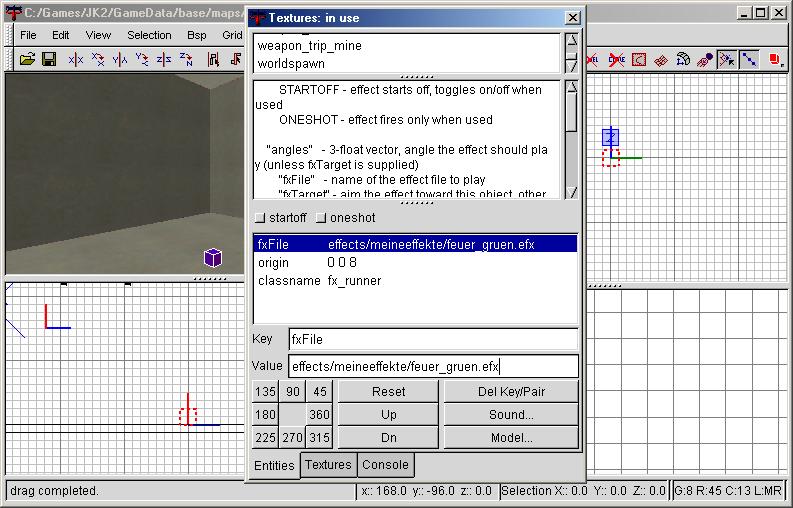 C:/Games/JK2/GameData/base/maps/
Textures: in use
File Edit View Selection Bsp Grid
weapon_trip_mine
worldspawn
STARTOFF - effect starts off, toggles on/off when
used
ONESHOT - effect fires only when used
"angles" - 3-float vector, angle the effect should pla
y (unless fxTarget is supplied)
"fxFile" - name of the effect file to play
"fxTarget" - aim the effect toward this object, other
startoff oneshot
fxFile effects/meineeffekte/feuer_gruen.efx
origin 0 0 8
classname fx_runner
Key fxFile
Value effects/meineeffekte/feuer_gruen.efx
135 90 45 Reset Del Key/Pair
180 360 Up Sound...
225 270 315 Dn Model...
Entities Textures Console
Z
drag completed.
x:: 168.0 y:: -96.0 z:: 0.0
Selection X:: 0.0 Y:: 0.0 Z:: 0.0
G:8 R:45 C:13 L:MR